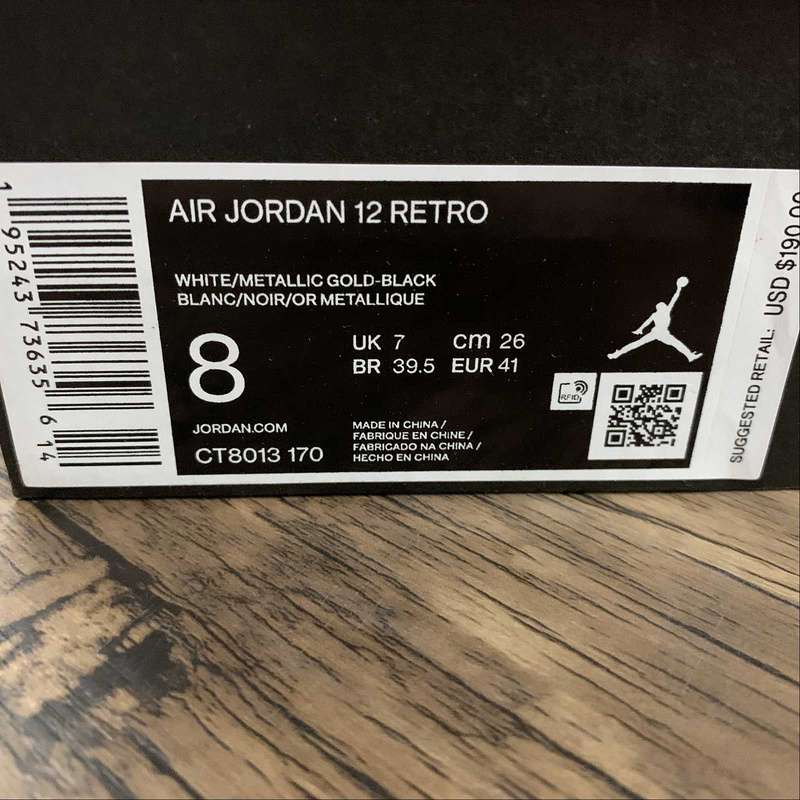 1 95243 73635 6 14
AIR JORDAN 12 RETRO
WHITE/METALLIC GOLD-BLACK
BLANC/NOIR/OR METALLIQUE
8
UK 7 cm 26
BR 39.5 EUR 41
JORDAN.COM
CT8013 170
MADE IN CHINA /
FABRIQUE EN CHINE /
FABRICADO NA CHINA /
HECHO EN CHINA
RFID
SUGGESTED RETAIL: USD $190.00